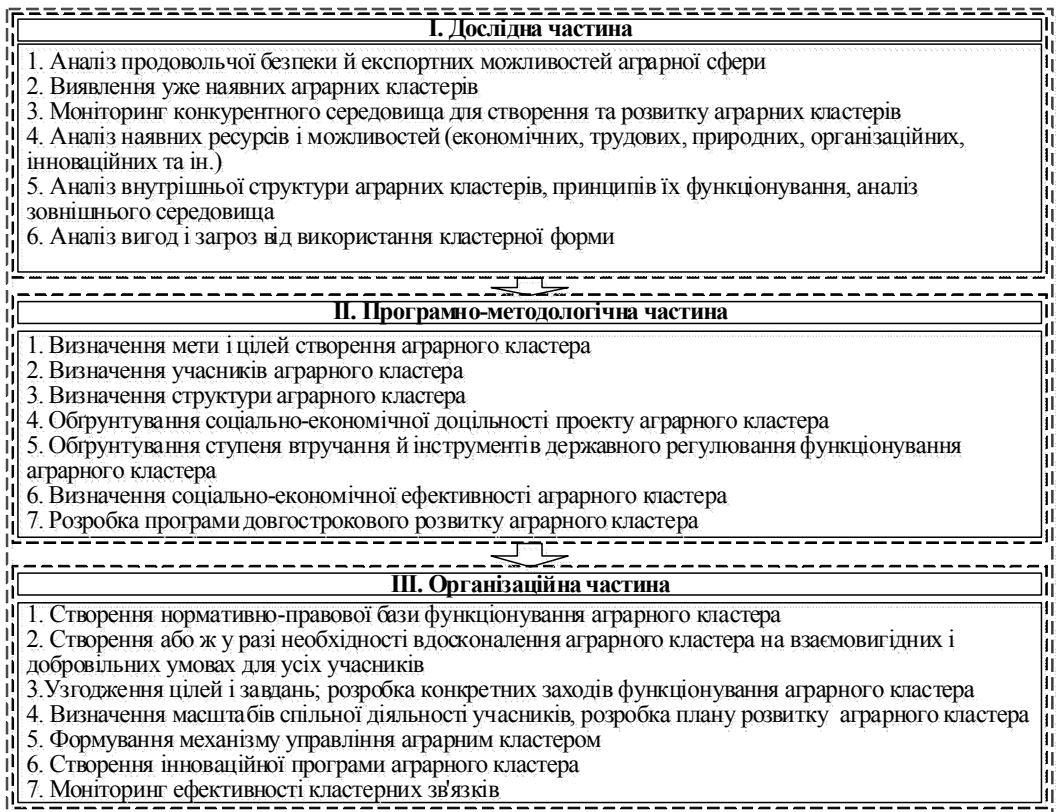 І. Дослідна частина
1. Аналіз продовольчої безпеки й експортних можливостей аграрної сфери
2. Виявлення уже наявних аграрних кластерів
3. Моніторинг конкурентного середовища для створення та розвитку аграрних кластерів
4. Аналіз наявних ресурсів і можливостей (економічних, трудових, природних, організаційних,
інноваційних та ін.)
5. Аналіз внутрішньої структури аграрних кластерів, принципів їх функціонування, аналіз
зовнішнього середовища
6. Аналіз вигод і загроз від використання кластерної форми
ІІ. Програмно-методологічна частина
1. Визначення мети і цілей створення аграрного кластера
2. Визначення учасників аграрного кластера
3. Визначення структури аграрного кластера
4. Обґрунтування соціально-економічної доцільності проекту аграрного кластера
5. Обґрунтування ступеня втручання й інструментів державного регулювання функціонування
аграрного кластера
6. Визначення соціально-економічної ефективності аграрного кластера
7. Розробка програми довгострокового розвитку аграрного кластера
ІІІ. Організаційна частина
1. Створення нормативно-правової бази функціонування аграрного кластера
2. Створення або ж у разі необхідності вдосконалення аграрного кластера на взаємовигідних і
добровільних умовах для усіх учасників
3.Узгодження цілей і завдань; розробка конкретних заходів функціонування аграрного кластера
4. Визначення масштабів спільної діяльності учасників, розробка плану розвитку аграрного кластера
5. Формування механізму управління аграрним кластером
6. Створення інноваційної програми аграрного кластера
7. Моніторинг ефективності кластерних зв'язків